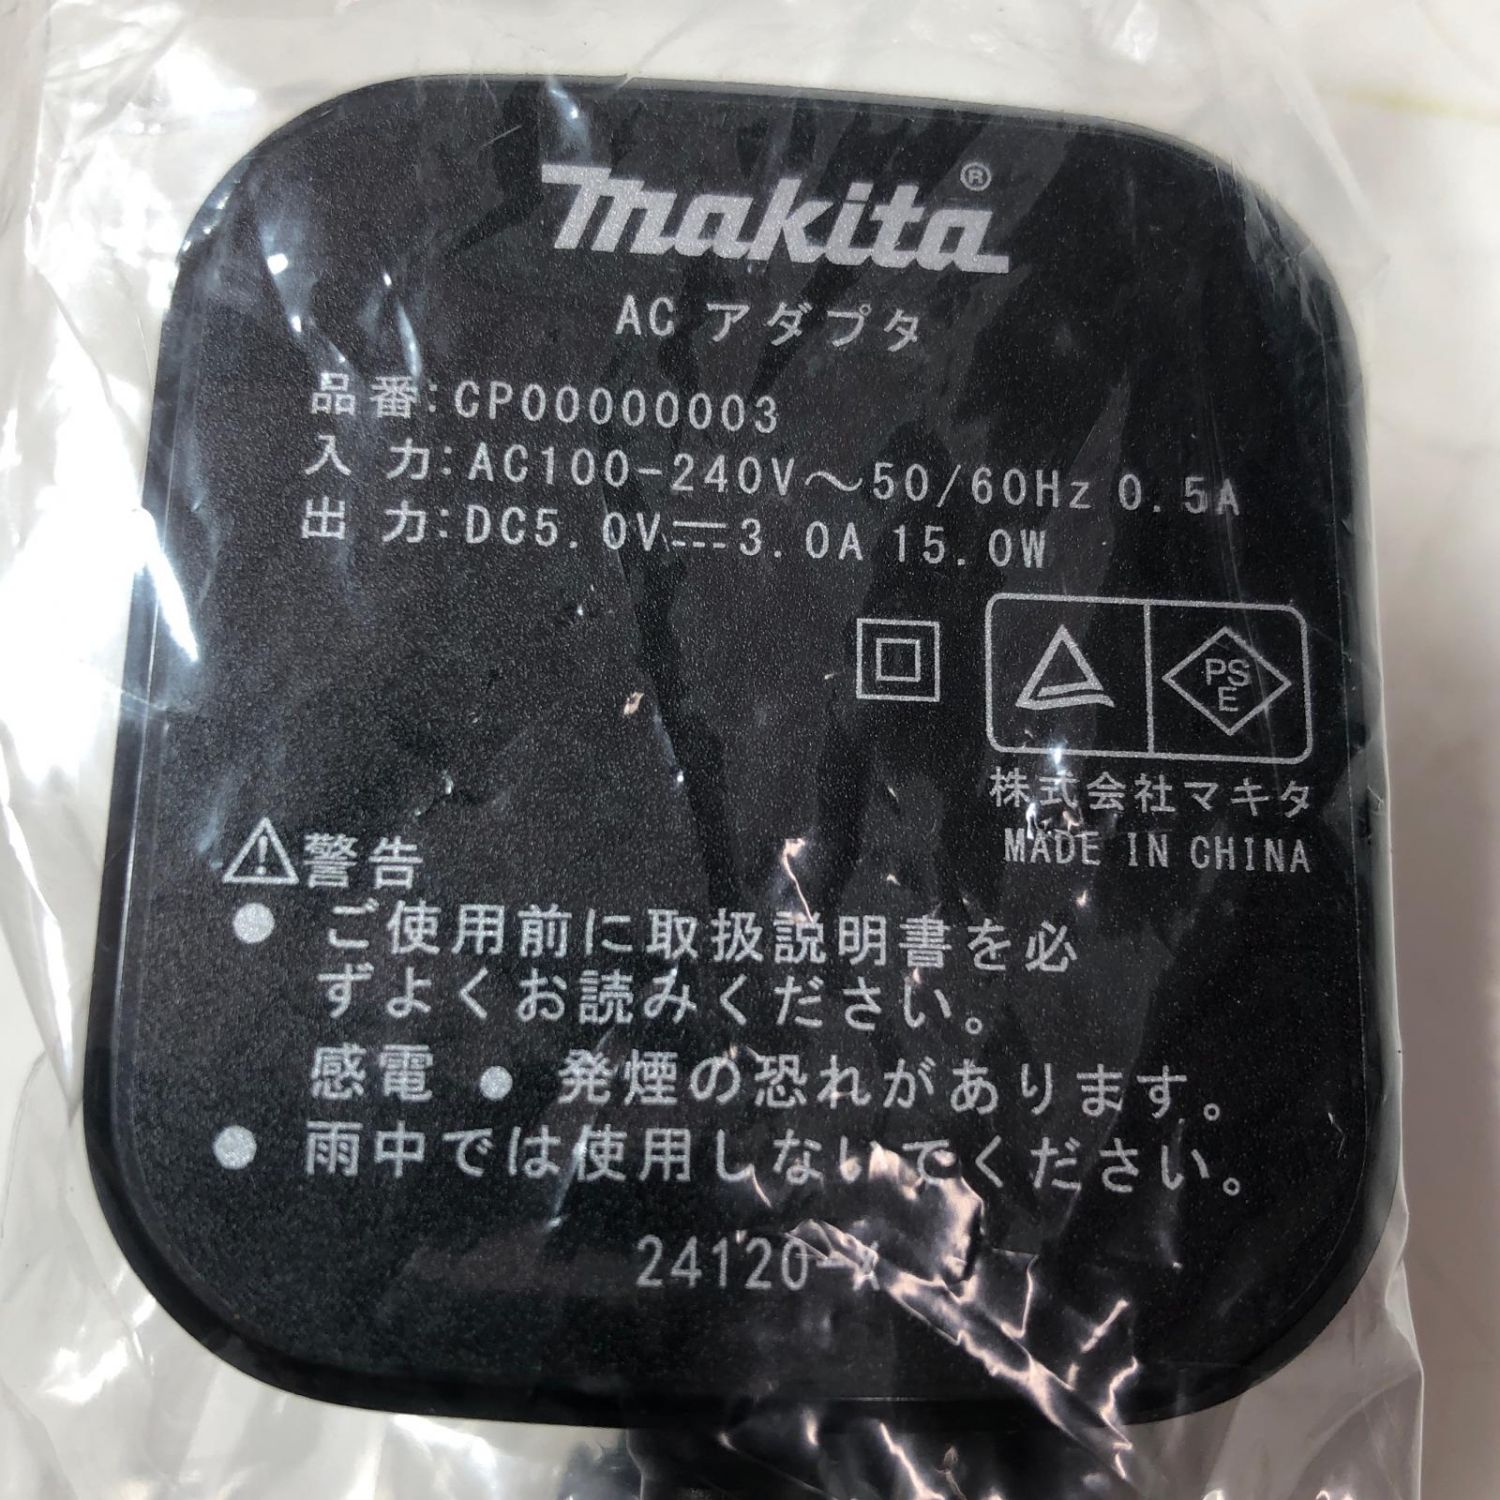 makita®
AC アダプタ
品番:CP00000003
入 力:AC100-240V～50/60Hz 0.5A
出 力:DC5.0V⎓3.0A 15.0W
PS
E
株式会社マキタ
MADE IN CHINA
⚠警告
● ご使用前に取扱説明書を必
ずよくお読みください。
感電 ● 発煙の恐れがあります。
● 雨中では使用しないでください。
24120-X